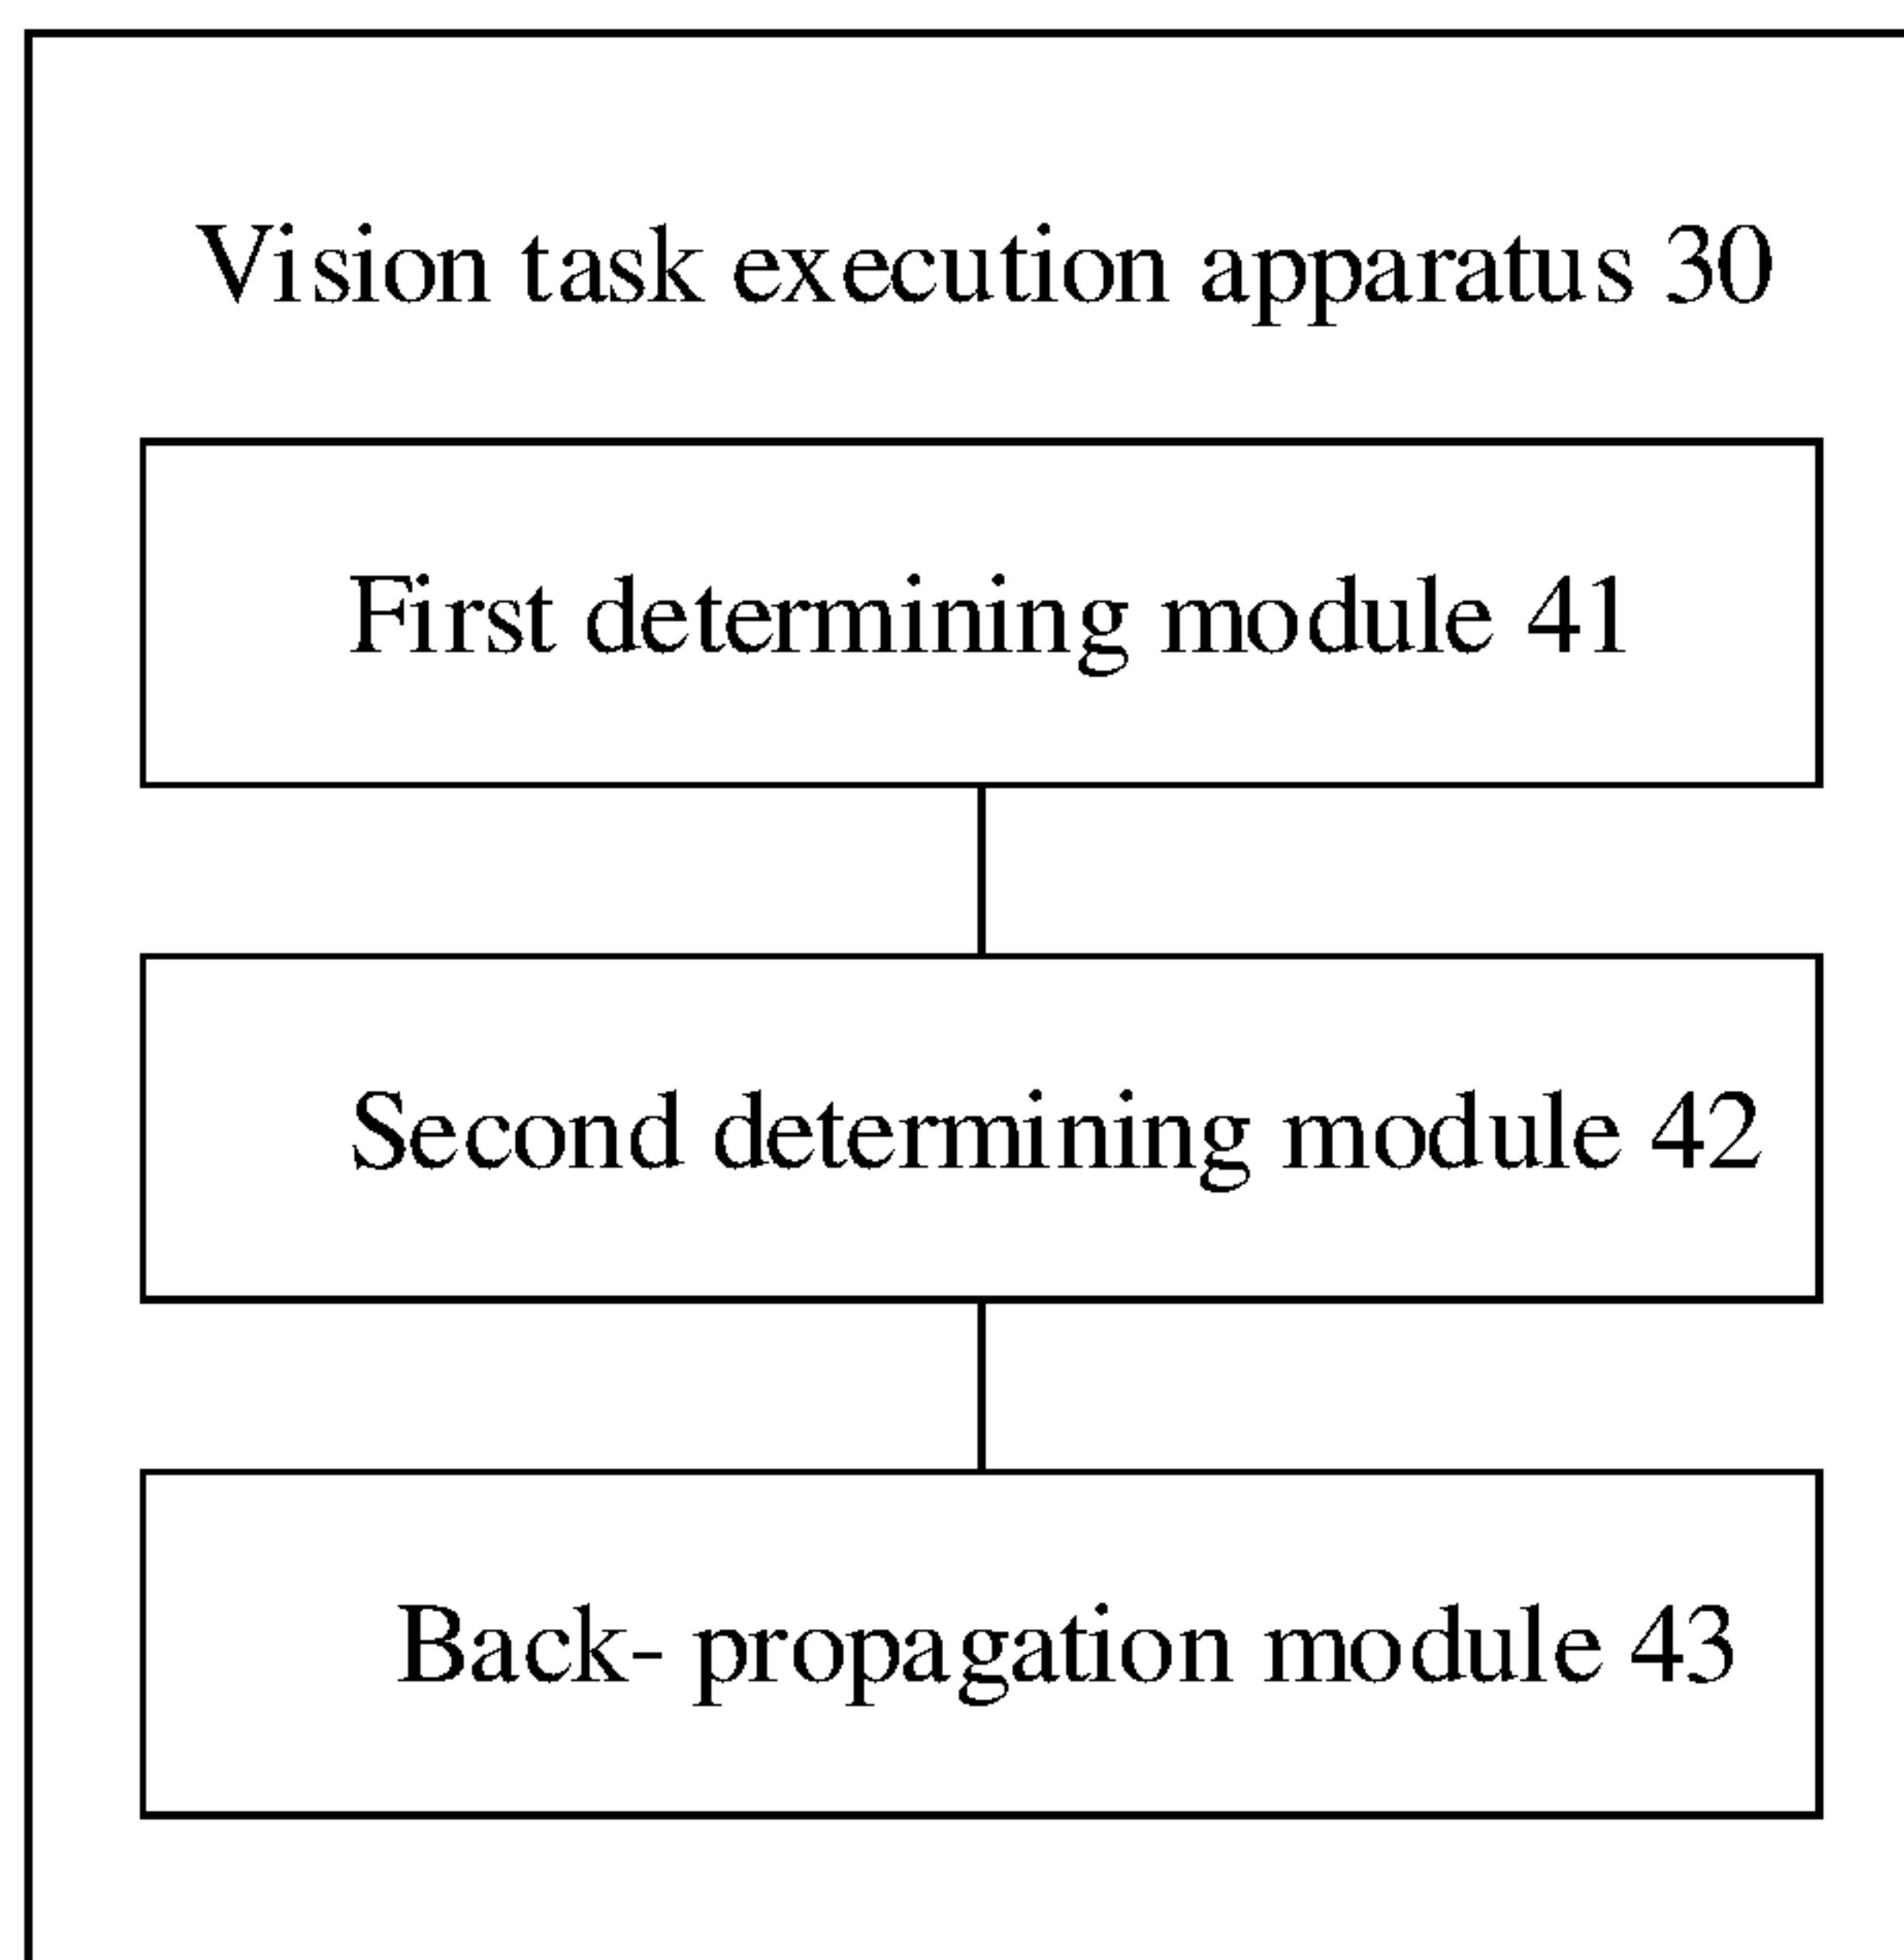 Vision task execution apparatus 30
First determining module 41
Second determining module 42
Back- propagation module 43